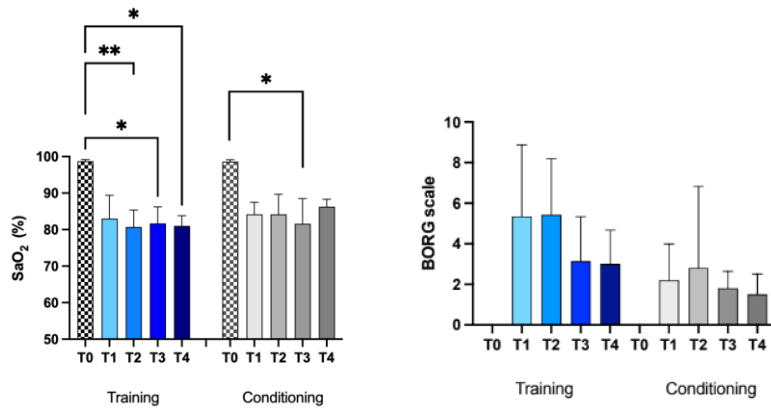 *
**
*
*
SaO2 (%)
100
90
80
70
60
50
T0 T1 T2 T3 T4 T0 T1 T2 T3 T4
Training Conditioning
BORG scale
10
8
6
4
2
0
T0 T1 T2 T3 T4 T0 T1 T2 T3 T4
Training Conditioning